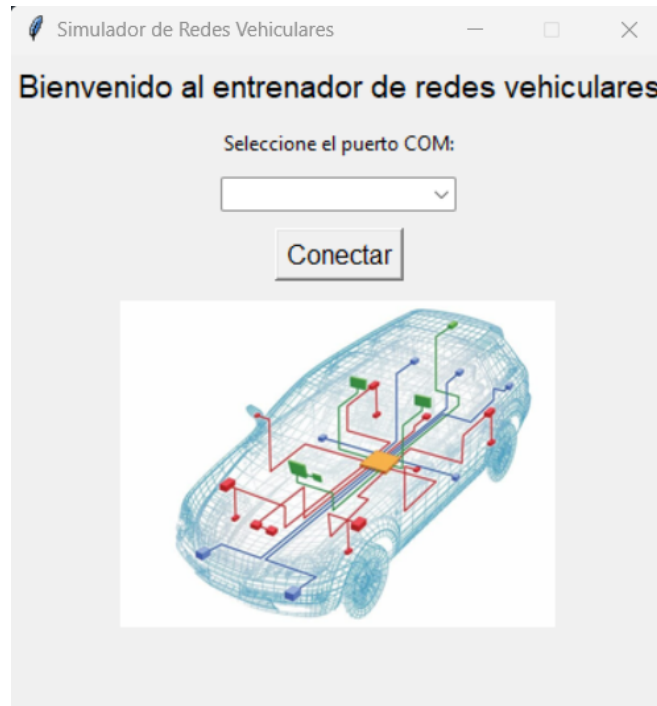 Simulador de Redes Vehiculares
Bienvenido al entrenador de redes vehiculares
Seleccione el puerto COM:
Conectar